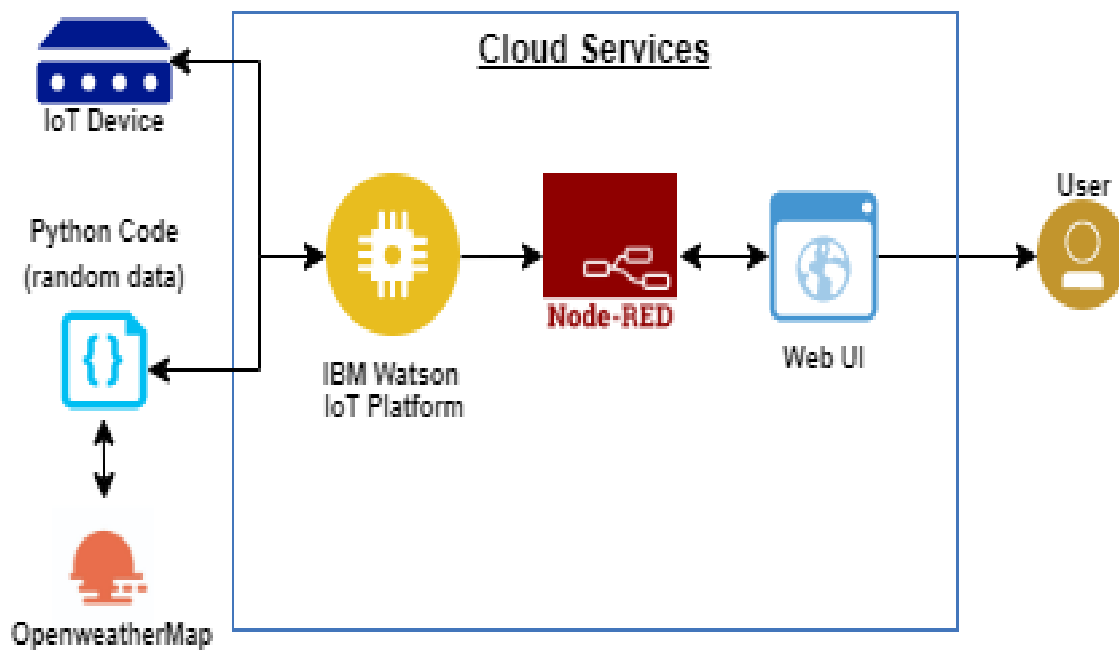 Cloud Services
IoT Device
Python Code
(random data)
{}
OpenweatherMap
IBM Watson
IoT Platform
Node-RED
Web UI
User